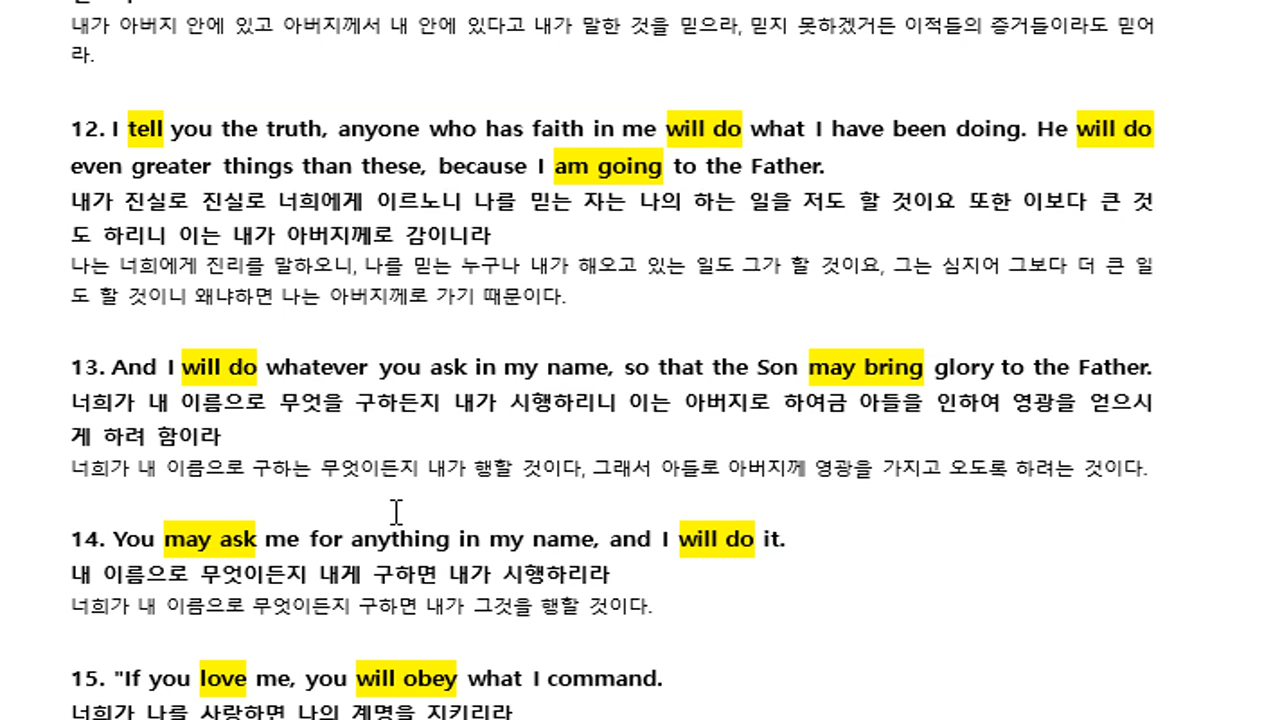 내가 아버지 안에 있고 아버지께서 내 안에 있다고 내가 말한 것을 믿으라, 믿지 못하겠거든 이적들의 증거들이라도 믿어
라.
12. I tell you the truth, anyone who has faith in me will do what I have been doing. He will do
even greater things than these, because I am going to the Father.
내가 진실로 진실로 너희에게 이르노니 나를 믿는 자는 나의 하는 일을 저도 할 것이요 또한 이보다 큰 것
도 하리니 이는 내가 아버지께로 감이니라
나는 너희에게 진리를 말하오니, 나를 믿는 누구나 내가 해오고 있는 일도 그가 할 것이요, 그는 심지어 그보다 더 큰 일
도 할 것이니 왜냐하면 나는 아버지께로 가기 때문이다.
13. And I will do whatever you ask in my name, so that the Son may bring glory to the Father.
너희가 내 이름으로 무엇을 구하든지 내가 시행하리니 이는 아버지로 하여금 아들을 인하여 영광을 얻으시
게 하려 함이라
너희가 내 이름으로 구하는 무엇이든지 내가 행할 것이다, 그래서 아들로 아버지께 영광을 가지고 오도록 하려는 것이다.
14. You may ask me for anything in my name, and I will do it.
내 이름으로 무엇이든지 내게 구하면 내가 시행하리라
너희가 내 이름으로 무엇이든지 구하면 내가 그것을 행할 것이다.
15. "If you love me, you will obey what I command.
너희가 나를 사랑하면 나의 계명을 지키리라